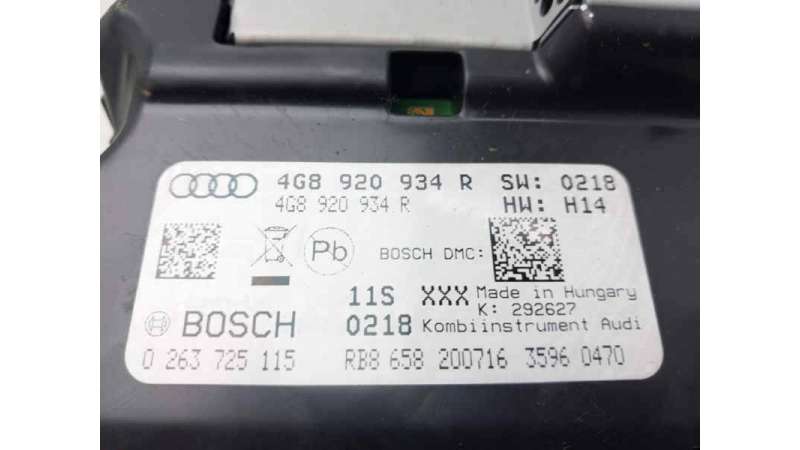 4G8 920 934 R SW: 0218
4G8 920 934 R HW: H14
Pb BOSCH DMC:
11S XXX Made in Hungary
K: 292627
BOSCH 0218 Kombiinstrument Audi
0 263 725 115 RB8 658 200716 3596 0470